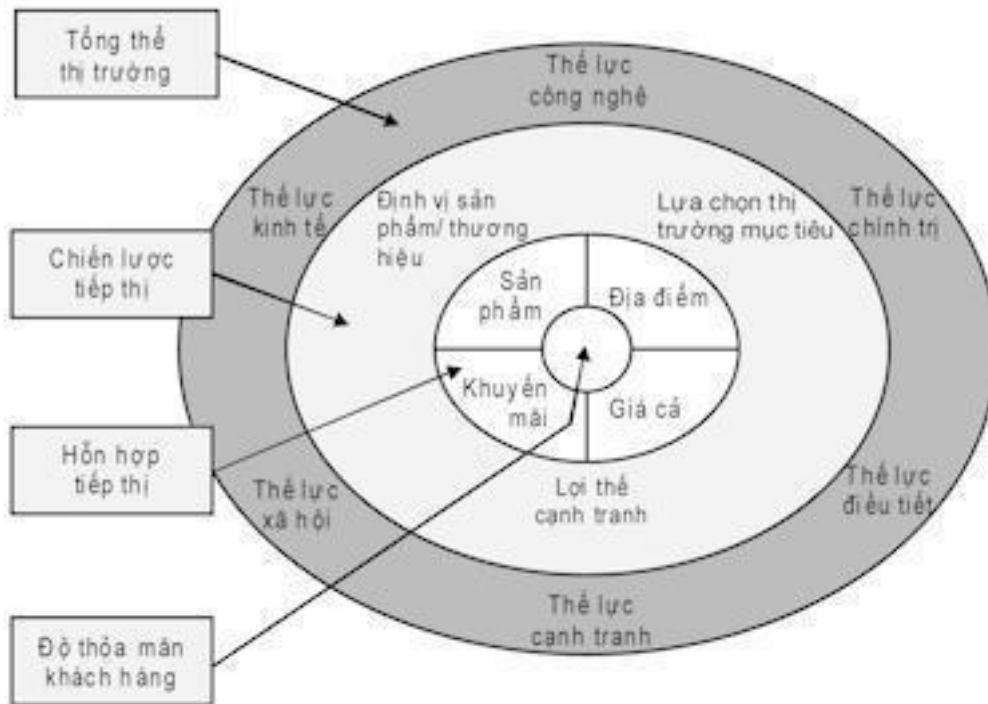 Tổng thể
thị trường
Chiến lược
tiếp thị
Hỗn hợp
tiếp thị
Độ thỏa mãn
khách hàng
Thế lực
công nghệ
Thế lực
kinh tế
Định vị sản
phẩm/ thương
hiệu
Lựa chọn thị
trường mục tiêu
Thế lực
chính trị
Sản
phẩm
Địa điểm
Khuyến
mãi
Giá cả
Lợi thế
cạnh tranh
Thế lực
xã hội
Thế lực
điều tiết
Thế lực
cạnh tranh